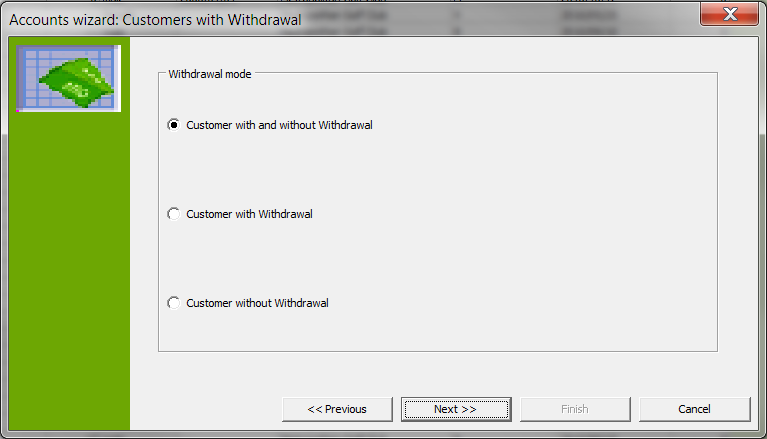 Accounts wizard: Customers with Withdrawal
Withdrawal mode
Customer with and without Withdrawal
Customer with Withdrawal
Customer without Withdrawal
<< Previous
Next >>
Finish
Cancel